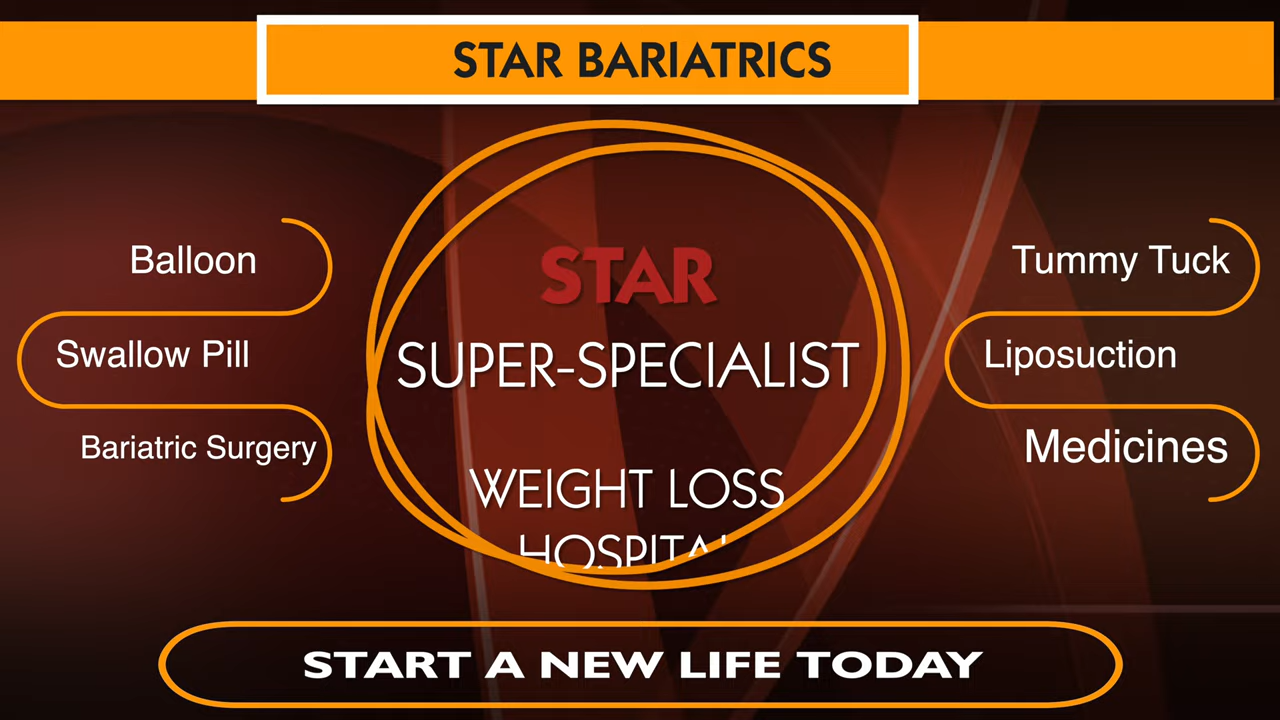 STAR BARIATRICS
Balloon
Swallow Pill
Bariatric Surgery
STAR
SUPER-SPECIALIST
WEIGHT LOSS
HOSPITAL
Tummy Tuck
Liposuction
Medicines
START A NEW LIFE TODAY